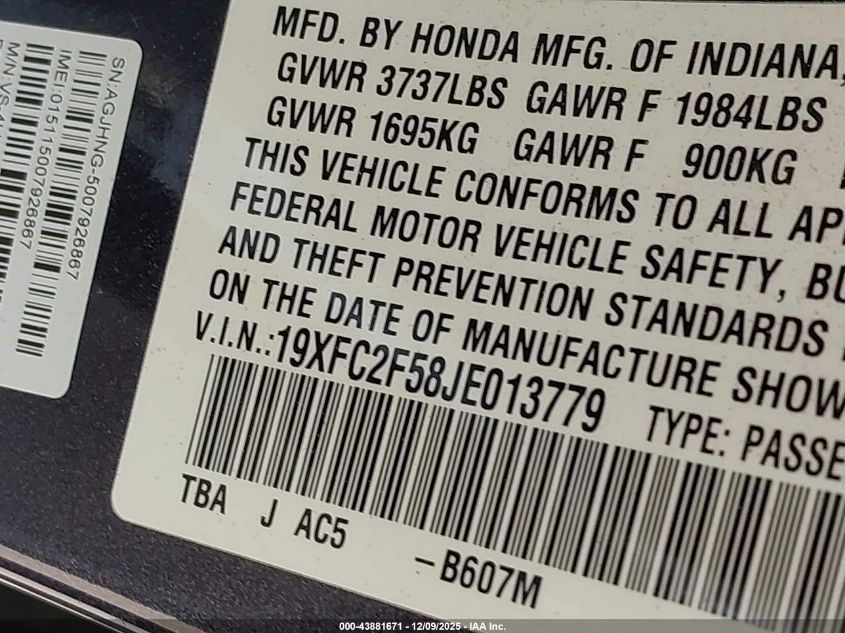 MFD. BY HONDA MFG. OF INDIANA,
GVWR 3737LBS GAWR F 1984LBS
GVWR 1695KG GAWR F 900KG
THIS VEHICLE CONFORMS TO ALL
FEDERAL MOTOR VEHICLE SAFETY,
AND THEFT PREVENTION STANDARDS
ON THE DATE OF MANUFACTURE SHOW
V.I.N.:19XFC2F58JE013779 TYPE: PASSE
TBA J AC5
-B607M
SN:AGJHNG-5007926867
IMEI:015115007926867
000-43881671 - 12/09/2025 - IAA Inc.